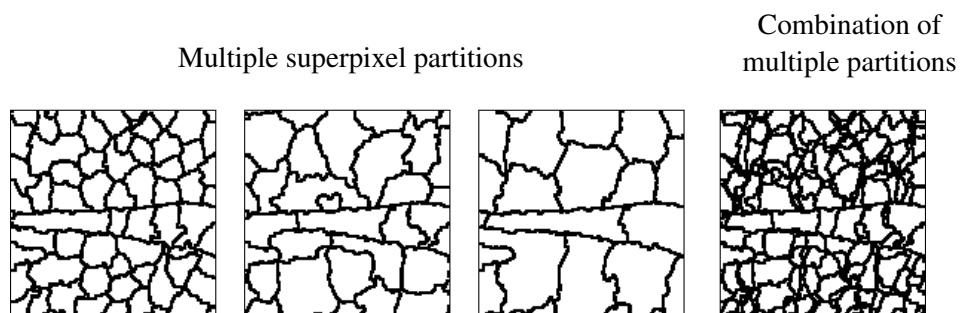 Multiple superpixel partitions
Combination of
multiple partitions